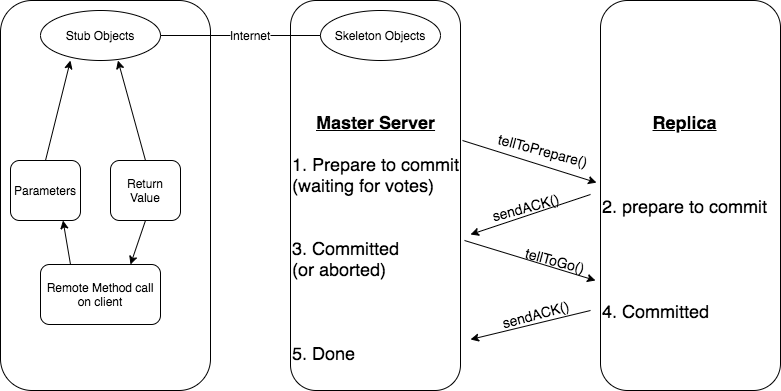 Stub Objects
Internet
Skeleton Objects
Parameters
Return
Value
Remote Method call
on client
Master Server
1. Prepare to commit
(waiting for votes)
3. Committed
(or aborted)
5. Done
tellToPrepare()
sendACK()
tellToGo()
sendACK()
Replica
2. prepare to commit
4. Committed